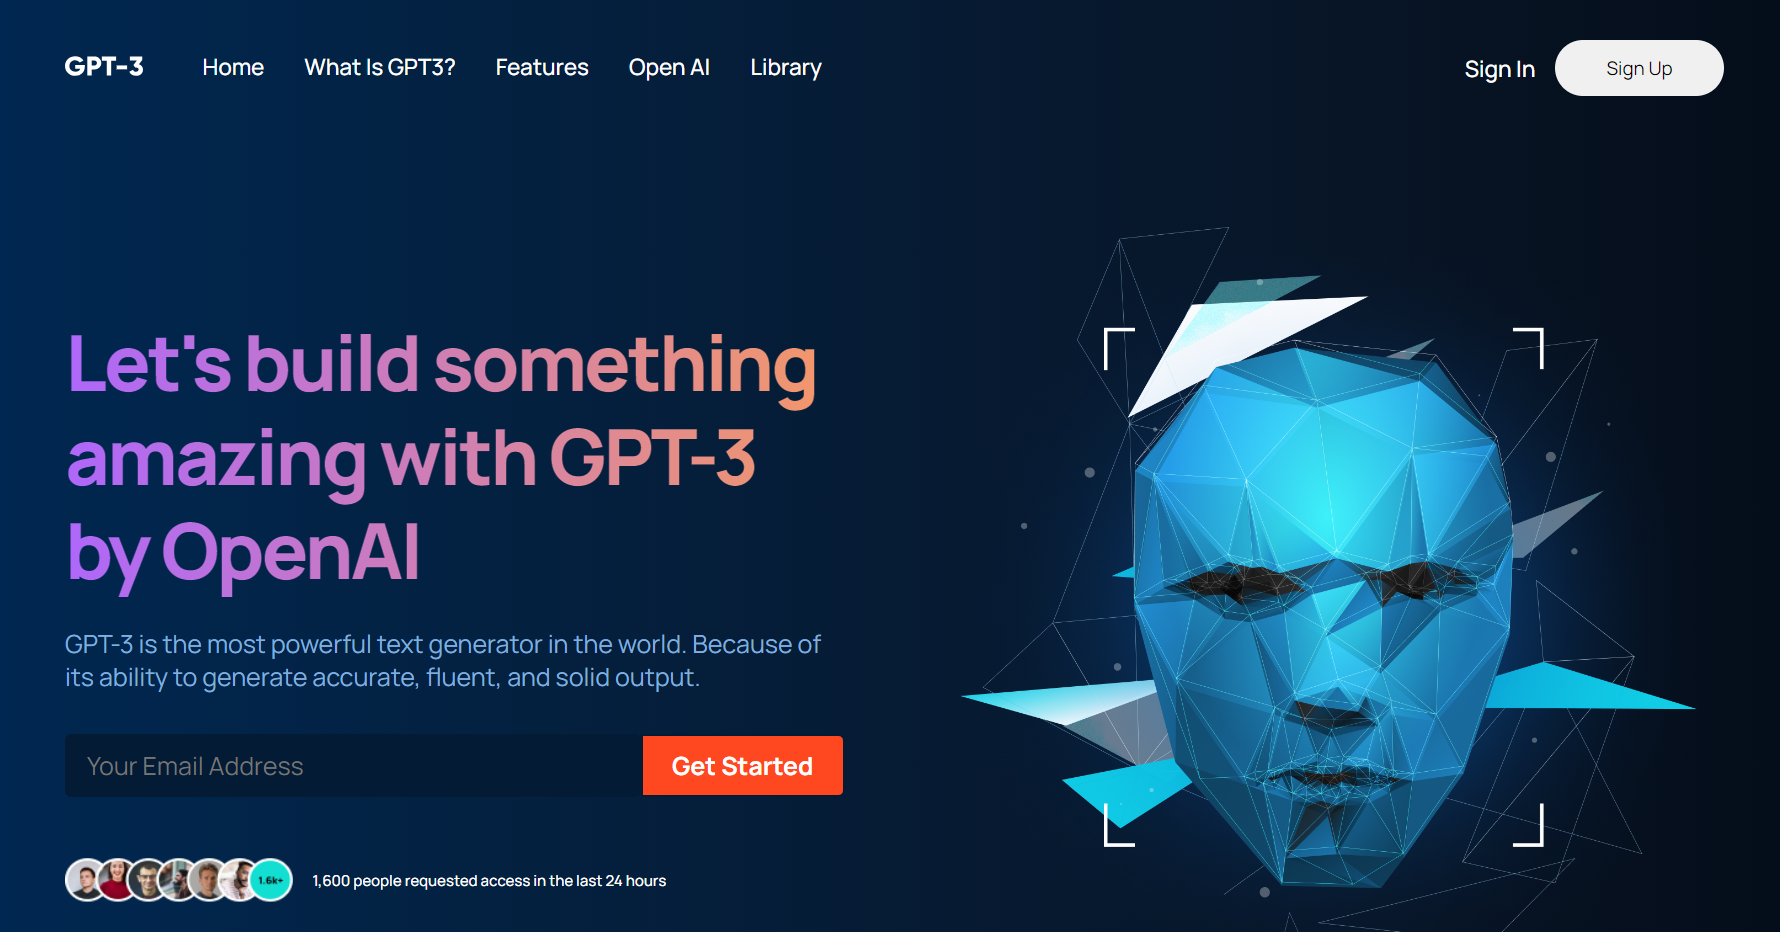 GPT-3
Home
What Is GPT3?
Features
Open AI
Library
Sign In
Sign Up
Let's build something
amazing with GPT-3
by OpenAI
GPT-3 is the most powerful text generator in the world. Because of
its ability to generate accurate, fluent, and solid output.
Your Email Address
Get Started
1.6k+
1,600 people requested access in the last 24 hours